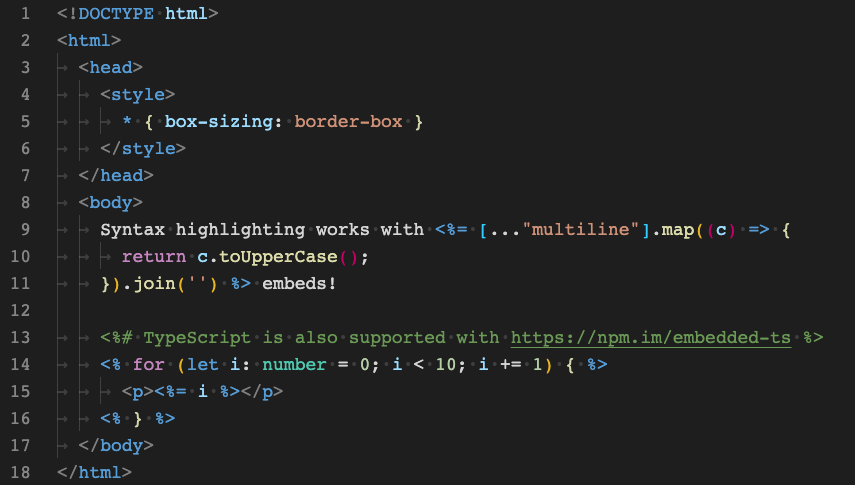 1 <!DOCTYPE html>
2 <html>
3 <head>
4 <style>
5 * { box-sizing: border-box }
6 </style>
7 </head>
8 <body>
9 Syntax highlighting works with <%= [..."multiline"].map((c) => {
10 return c.toUpperCase();
11 }).join('') %> embeds!
12
13 <%# TypeScript is also supported with https://npm.im/embedded-ts %>
14 <% for (let i: number = 0; i < 10; i += 1) { %>
15 <p><%= i %></p>
16 <% } %>
17 </body>
18 </html>